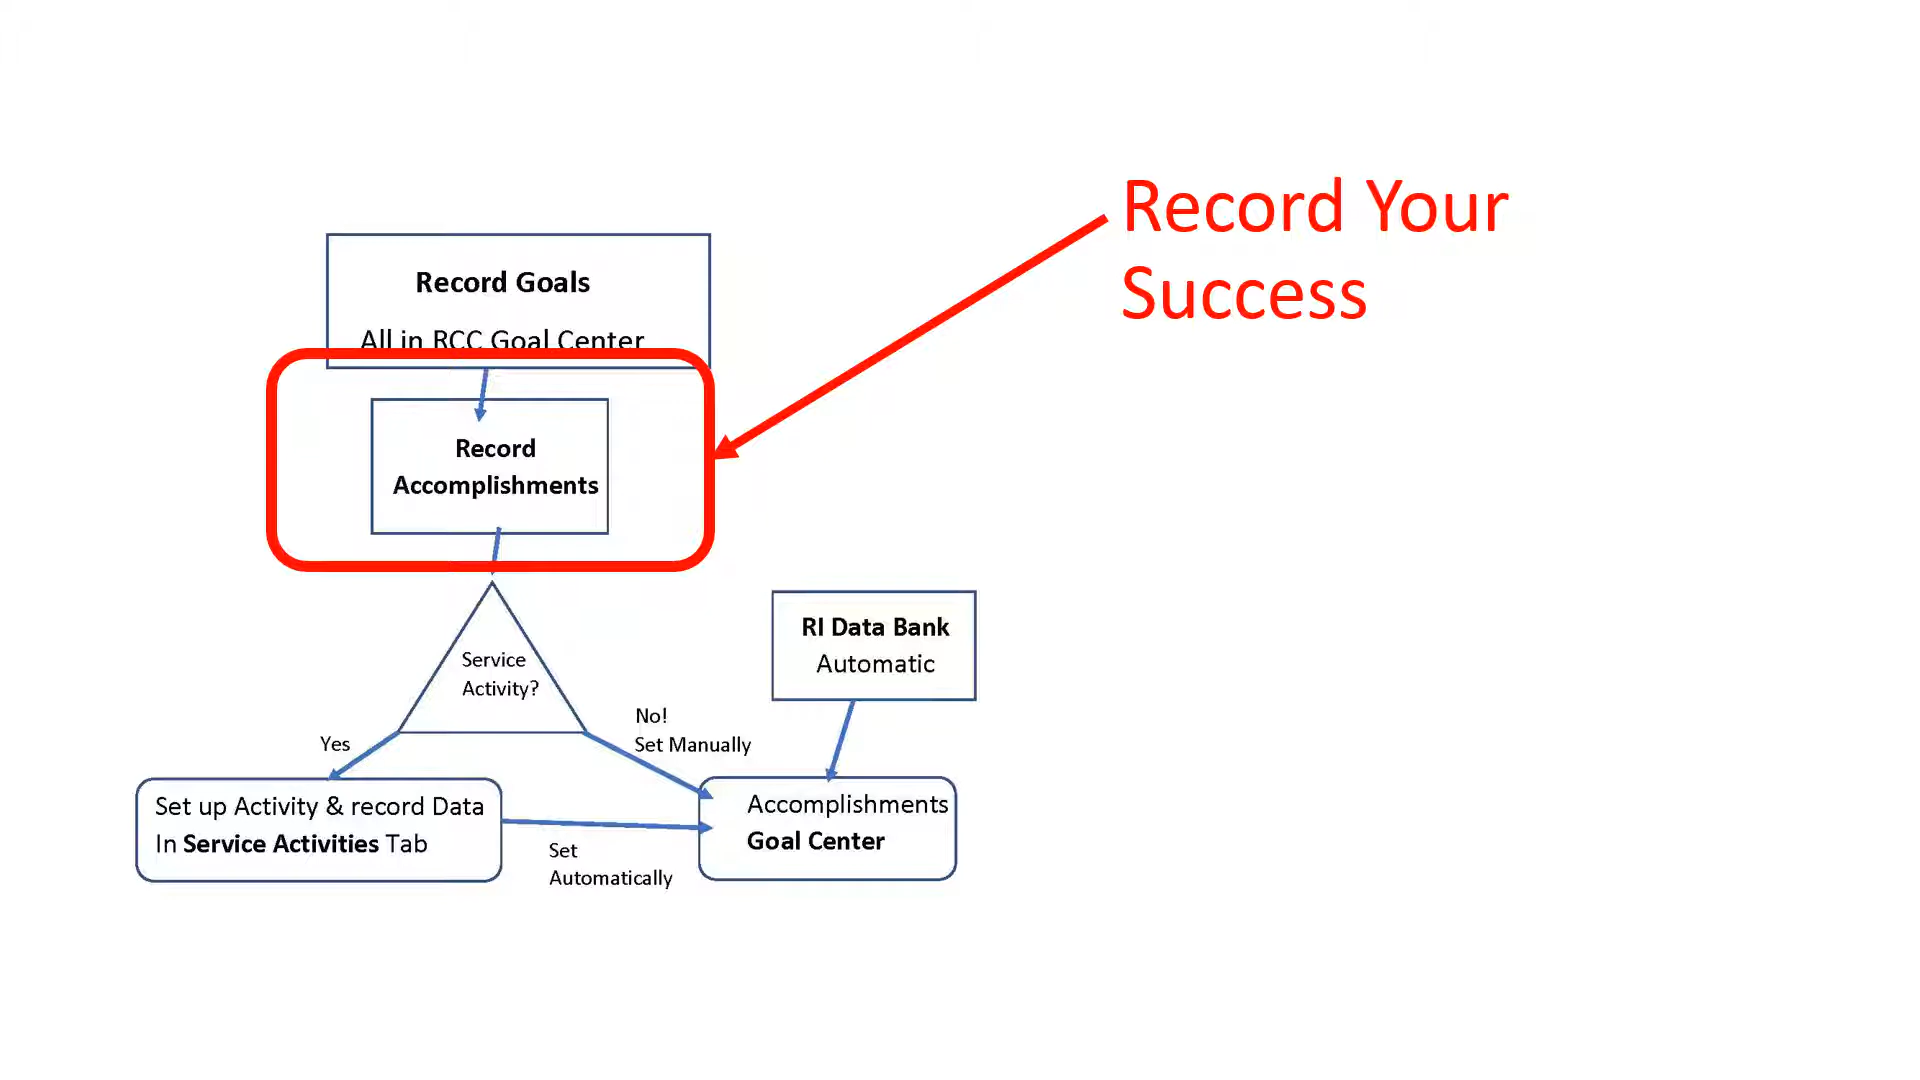 Record Your
Success
Record Goals
All in RCC Goal Center
Record
Accomplishments
Service
Activity?
RI Data Bank
Automatic
No!
Set Manually
Yes
Set up Activity & record Data
In Service Activities Tab
Set
Automatically
Accomplishments
Goal Center